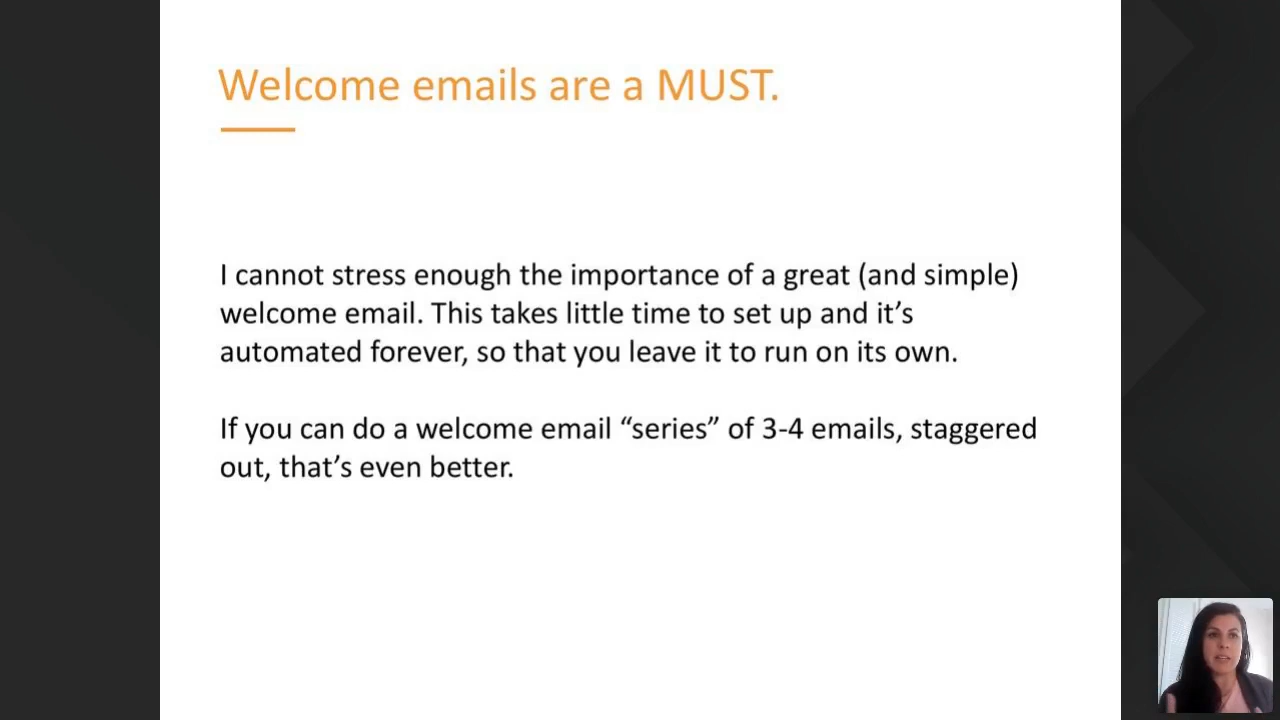 Welcome emails are a MUST.
I cannot stress enough the importance of a great (and simple)
welcome email. This takes little time to set up and it’s
automated forever, so that you leave it to run on its own.
If you can do a welcome email “series” of 3-4 emails, staggered
out, that’s even better.